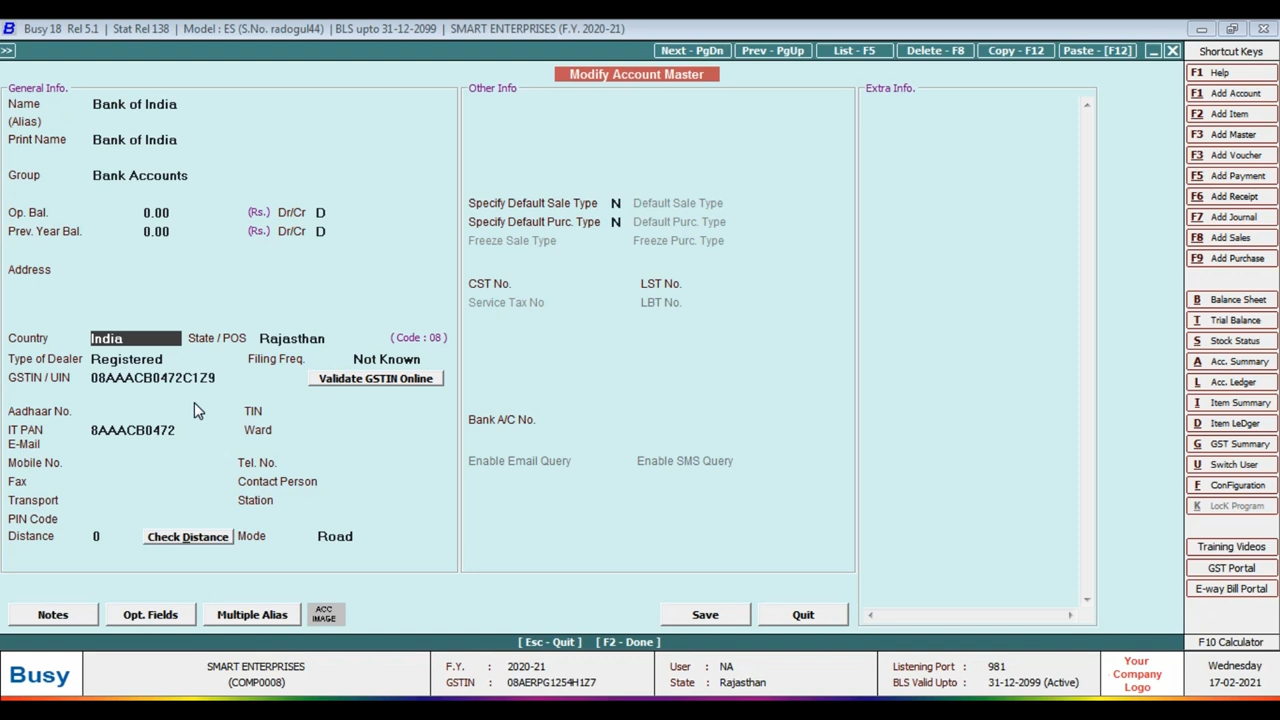 Busy 18 Rel 5.1 | Stat Rel 138 | Model : ES (S.No. radogul44) | BLS upto 31-12-2099 | SMART ENTERPRISES (F.Y. 2020-21)
>> Next - PgDn Prev - PgUp List - F5 Delete - F8 Copy - F12 Paste - [F12] Shortcut Keys
Modify Account Master
General Info. Other Info Extra Info.
Name Bank of India
(Alias)
Print Name Bank of India
Group Bank Accounts
Op. Bal. 0.00 (Rs.) Dr/Cr D
Prev. Year Bal. 0.00 (Rs.) Dr/Cr D
Address
Country India State / POS Rajasthan ( Code : 08 )
Type of Dealer Registered Filing Freq. Not Known
GSTIN / UIN 08AAACB0472C1Z9 Validate GSTIN Online
Aadhaar No. TIN
IT PAN 8AAACB0472 Ward
E-Mail
Mobile No. Tel. No.
Fax Contact Person
Transport Station
PIN Code
Distance 0 Check Distance Mode Road
Specify Default Sale Type N Default Sale Type
Specify Default Purc. Type N Default Purc. Type
Freeze Sale Type Freeze Purc. Type
CST No. LST No.
Service Tax No LBT No.
Bank A/C No.
Enable Email Query Enable SMS Query
F1 Help
F1 Add Account
F2 Add Item
F3 Add Master
F3 Add Voucher
F5 Add Payment
F6 Add Receipt
F7 Add Journal
F8 Add Sales
F9 Add Purchase
B Balance Sheet
T Trial Balance
S Stock Status
A Acc. Summary
L Acc. Ledger
I Item Summary
D Item LeDger
G GST Summary
U Switch User
F ConFiguration
K LocK Program
Training Videos
GST Portal
E-way Bill Portal
Notes Opt. Fields Multiple Alias ACC IMAGE Save Quit
[ Esc - Quit ] [ F2 - Done ] F10 Calculator
Busy SMART ENTERPRISES F.Y. : 2020-21 User : NA Listening Port : 981 Your Company Logo Wednesday
(COMP0008) GSTIN : 08AERPG1254H1Z7 State : Rajasthan BLS Valid Upto : 31-12-2099 (Active) 17-02-2021